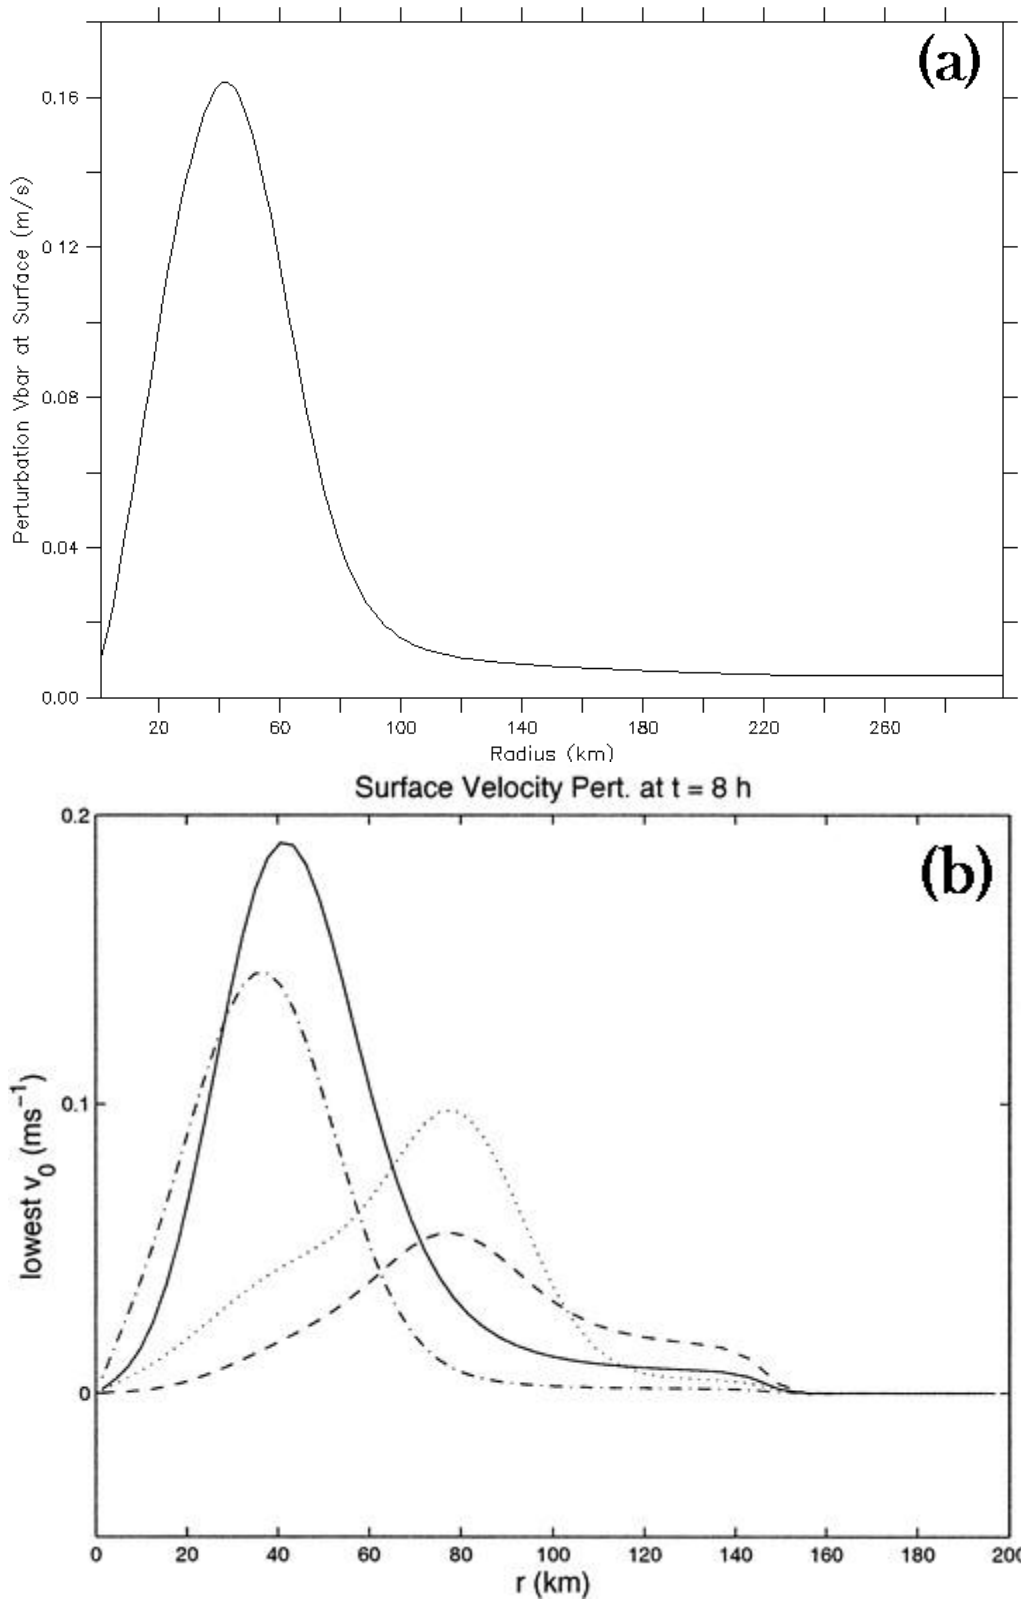 (a)
Perturbation Vbar at Surface (m/s)
0.16
0 12
0.08
0.04
0.00
20 60 100 140 180 220 260
Radius (km)
Surface Velocity Pert. at t = 8 h
(b)
lowest v₀ (ms⁻¹)
0.2
0.1
0
0 20 40 60 80 100 120 140 160 180 200
r (km)